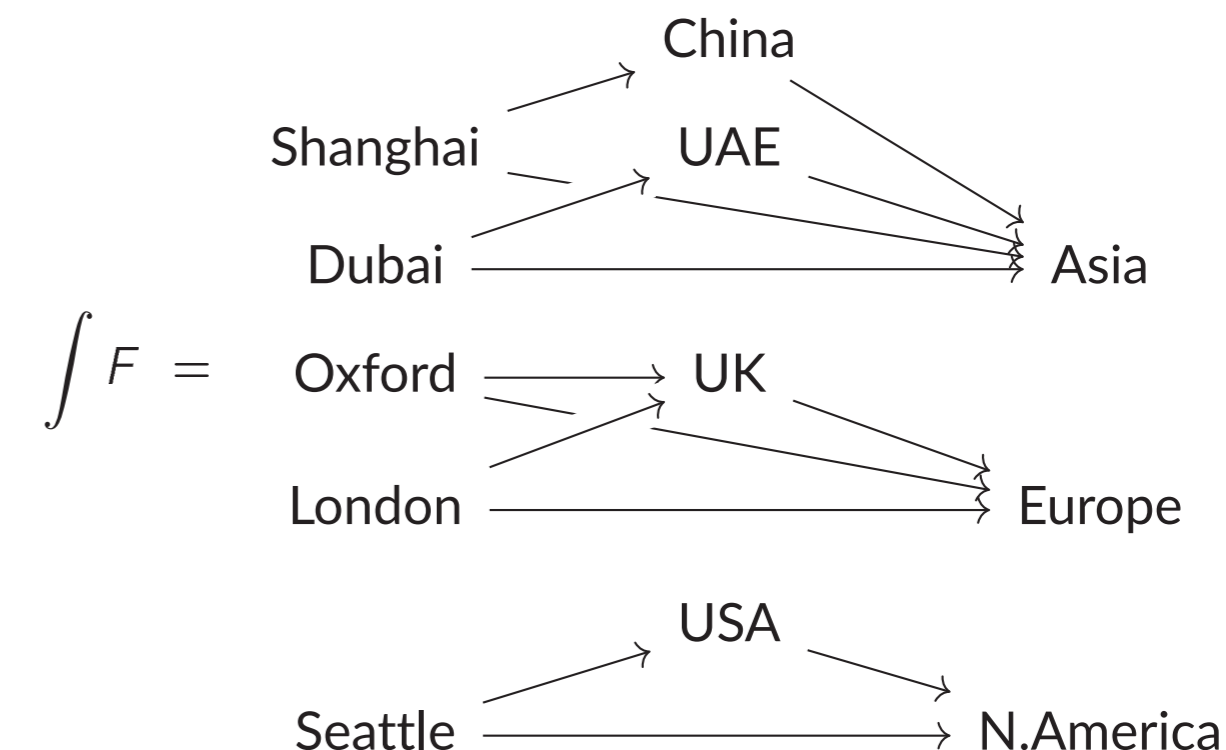 China
Shanghai UAE
Dubai Asia
∫ F = Oxford UK
London Europe
USA
Seattle N.America